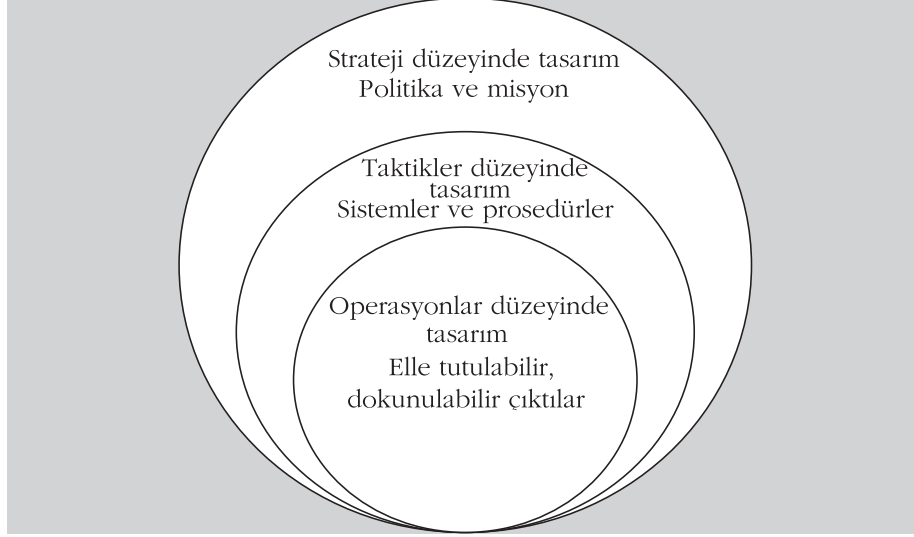 Strateji düzeyinde tasarım
Politika ve misyon
Taktikler düzeyinde
tasarım
Sistemler ve prosedürler
Operasyonlar düzeyinde
tasarım
Elle tutulabilir,
dokunulabilir çıktılar